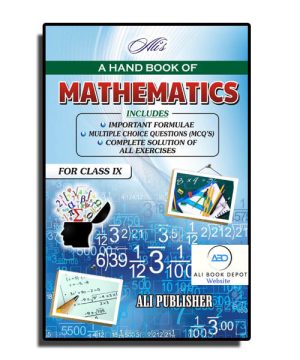 Ali's
A HAND BOOK OF
MATHEMATICS
INCLUDES
IMPORTANT FORMULAE
MULTIPLE CHOICE QUESTIONS (MCQ'S)
COMPLETE SOLUTION OF
ALL EXERCISES
FOR CLASS IX
ABD
ALI BOOK DEPOT
Website
ALI PUBLISHER